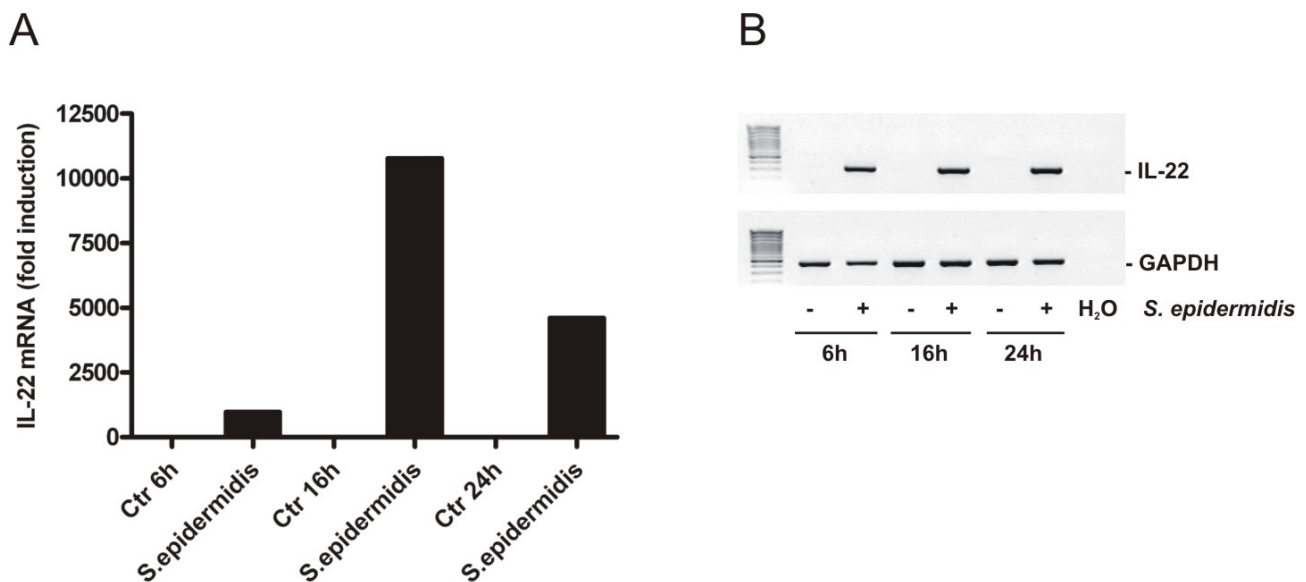 A
IL-22 mRNA (fold induction)
12500
10000
7500
5000
2500
0
Ctr 6h
S.epidermidis
Ctr 16h
S.epidermidis
Ctr 24h
S.epidermidis
B
- IL-22
- GAPDH
- + - + - + H₂O S. epidermidis
6h 16h 24h